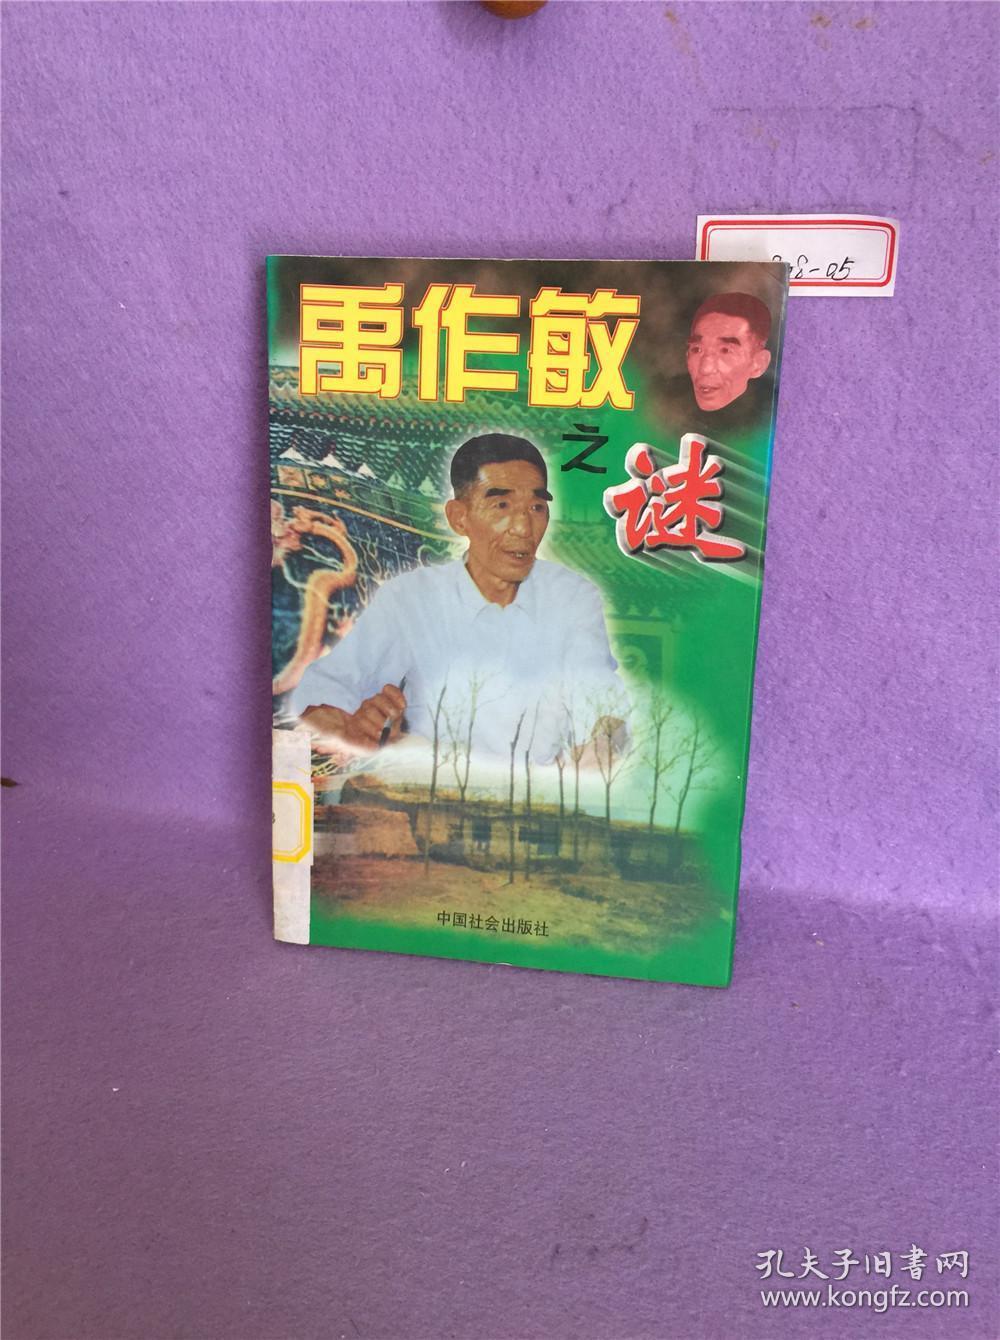 禹作敏
之
谜
中国社会出版社
孔夫子旧書网
www.kongfz.com